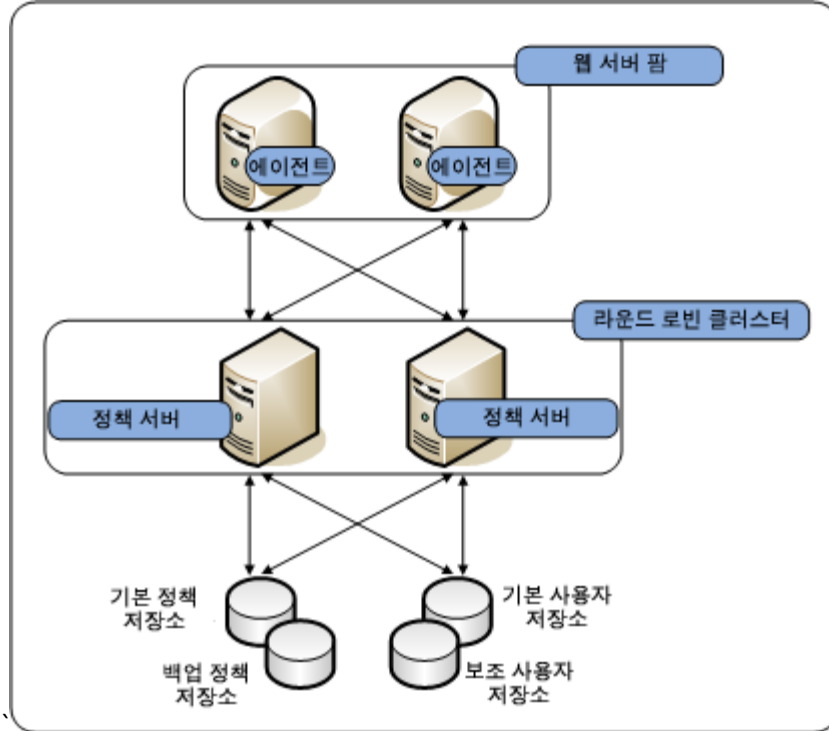 웹 서버 팜
에이전트
에이전트
라운드 로빈 클러스터
정책 서버
정책 서버
기본 정책
저장소
기본 사용자
저장소
백업 정책
저장소
보조 사용자
저장소